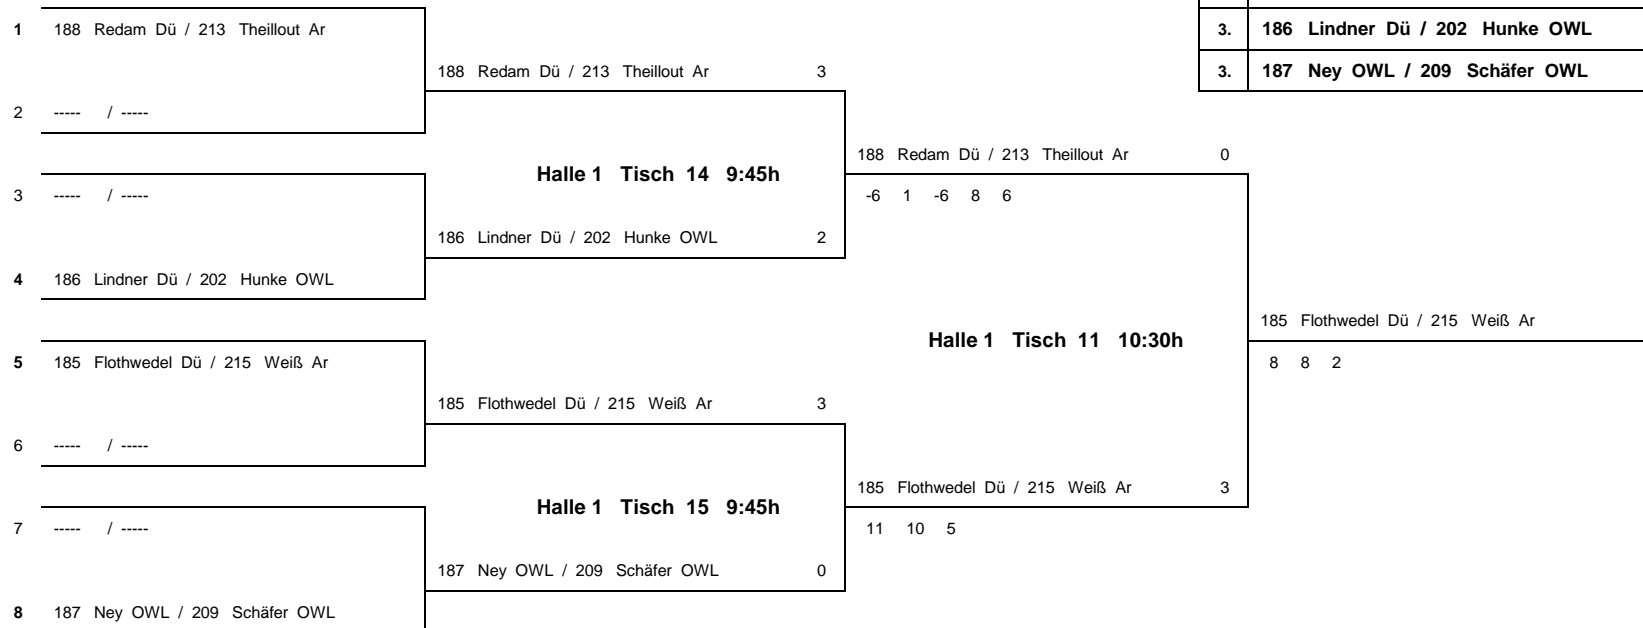 1 188 Redam Dü / 213 Theillout Ar
3. 186 Lindner Dü / 202 Hunke OWL
188 Redam Dü / 213 Theillout Ar 3
3. 187 Ney OWL / 209 Schäfer OWL
2 ----- / -----
188 Redam Dü / 213 Theillout Ar 0
Halle 1 Tisch 14 9:45h
3 ----- / -----
-6 1 -6 8 6
186 Lindner Dü / 202 Hunke OWL 2
4 186 Lindner Dü / 202 Hunke OWL
185 Flothwedel Dü / 215 Weiß Ar
Halle 1 Tisch 11 10:30h
5 185 Flothwedel Dü / 215 Weiß Ar
8 8 2
185 Flothwedel Dü / 215 Weiß Ar 3
6 ----- / -----
185 Flothwedel Dü / 215 Weiß Ar 3
Halle 1 Tisch 15 9:45h
7 ----- / -----
11 10 5
187 Ney OWL / 209 Schäfer OWL 0
8 187 Ney OWL / 209 Schäfer OWL